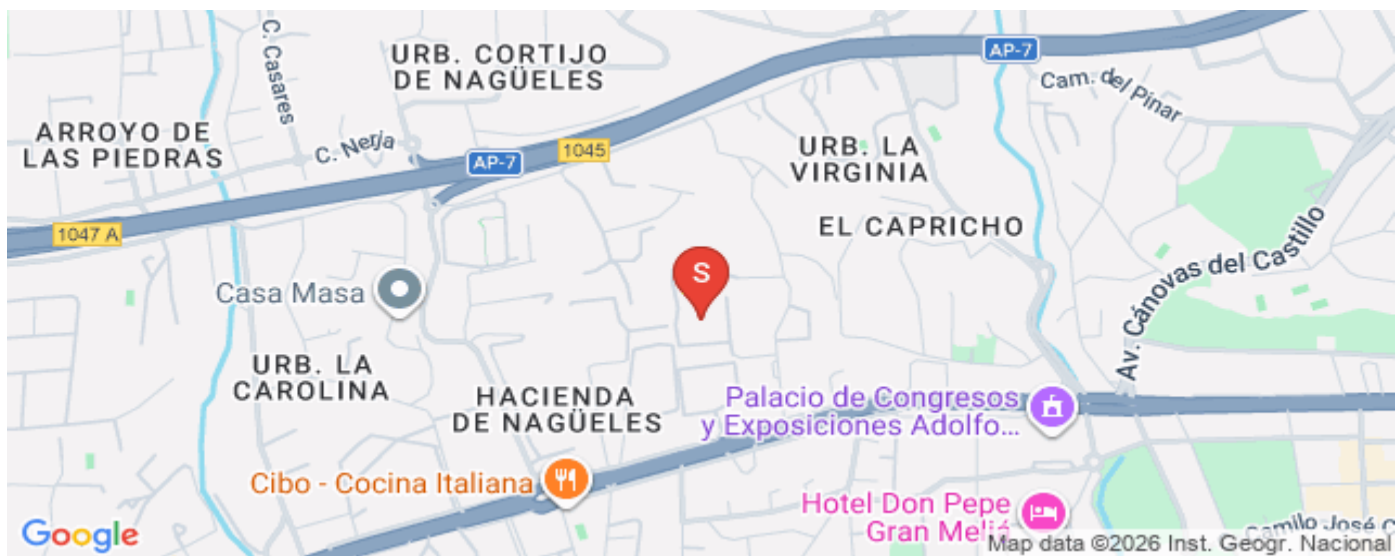 C. Casares
URB. CORTIJO
DE NAGÜELES
AP-7
Cam. del Pinar
ARROYO DE
LAS PIEDRAS
C. Nerja
AP-7
1045
URB. LA
VIRGINIA
1047 A
EL CAPRICHO
Av. Cánovas del Castillo
S
Casa Masa
URB. LA
CAROLINA
HACIENDA
DE NAGÜELES
Palacio de Congresos
y Exposiciones Adolfo...
Cibo - Cocina Italiana
Hotel Don Pepe
Gran Meliá
Camilo José C
Google
Map data ©2026 Inst. Geogr. Nacional